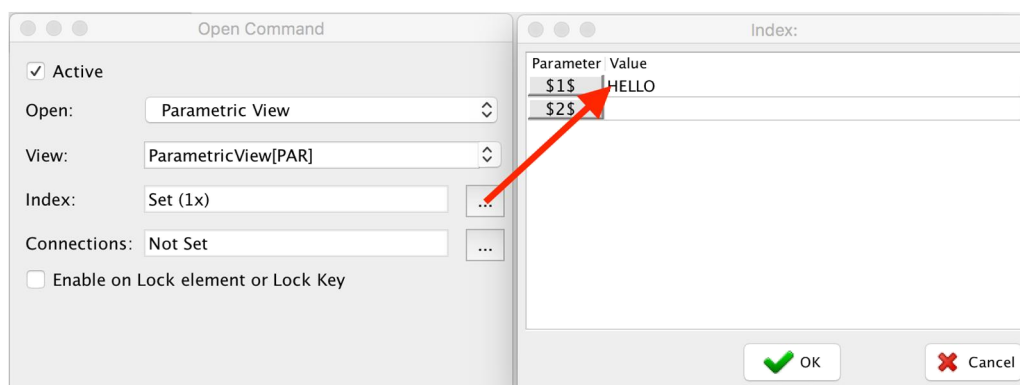 Open Command
Active
Open: Parametric View
View: ParametricView[PAR]
Index: Set (1x) ...
Connections: Not Set ...
Enable on Lock element or Lock Key
Index:
Parameter Value
$1$ HELLO
$2$
OK Cancel